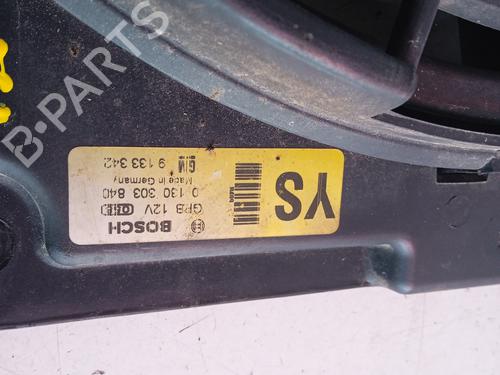 BOSCH
GPB 12V
0 130 303 840
Made in Germany
GM 9 133 342
YS
B-PARTS